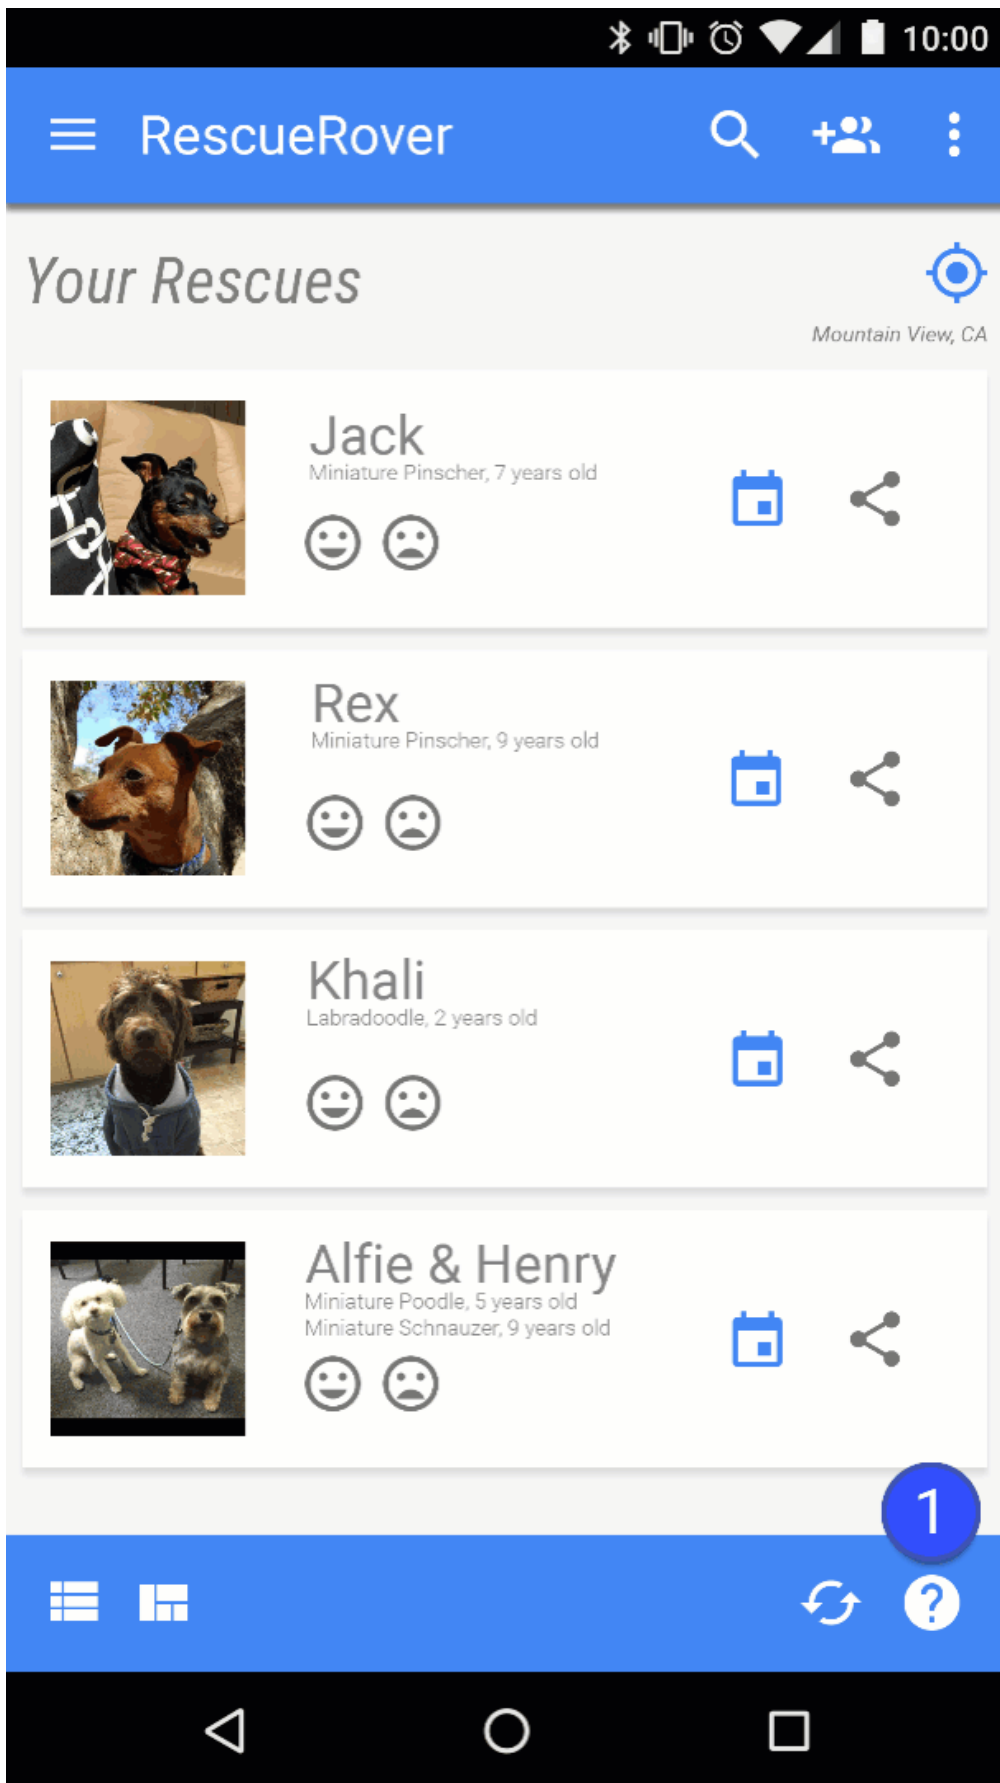 10:00
RescueRover
Your Rescues
Mountain View, CA
Jack
Miniature Pinscher, 7 years old
Rex
Miniature Pinscher, 9 years old
Khali
Labradoodle, 2 years old
Alfie & Henry
Miniature Poodle, 5 years old
Miniature Schnauzer, 9 years old
1
?